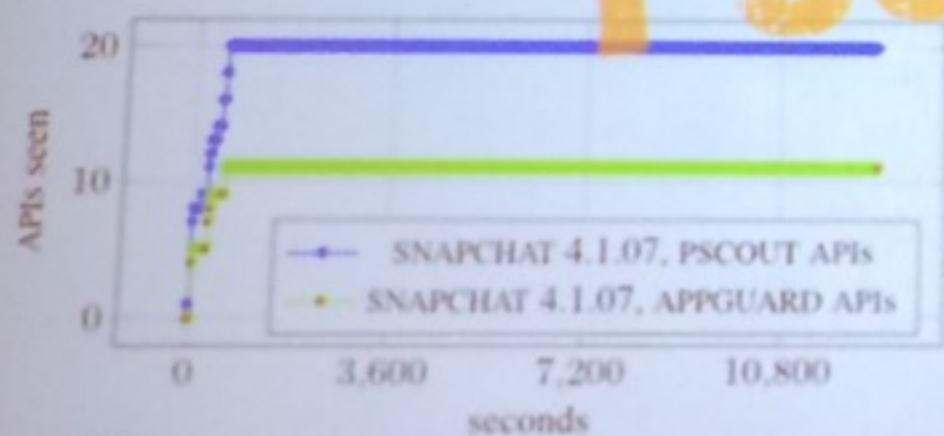 20
10
0
APIs seen
SNAPCHAT 4.1.07, PSCOUT APIs
SNAPCHAT 4.1.07, APPGUARD APIs
0 3,600 7,200 10,800
seconds